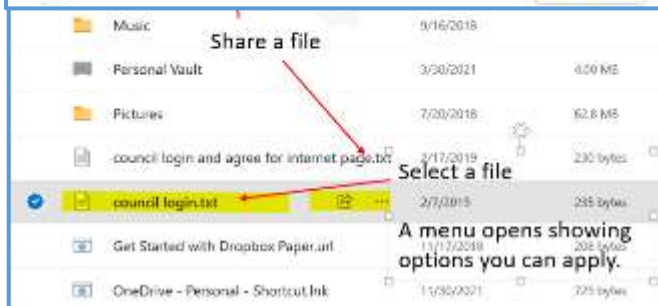 Music 9/16/2018
Share a file
Personal Vault 3/30/2021 4.00 MB
Pictures 7/20/2018 62.8 MB
council login and agree for internet page.txt 2/17/2019 230 bytes
Select a file
council login.txt 2/7/2019 235 bytes
A menu opens showing
Get Started with Dropbox Paper.url 11/17/2018 208 bytes
options you can apply.
OneDrive - Personal - Shortcut.lnk 11/30/2021 725 bytes